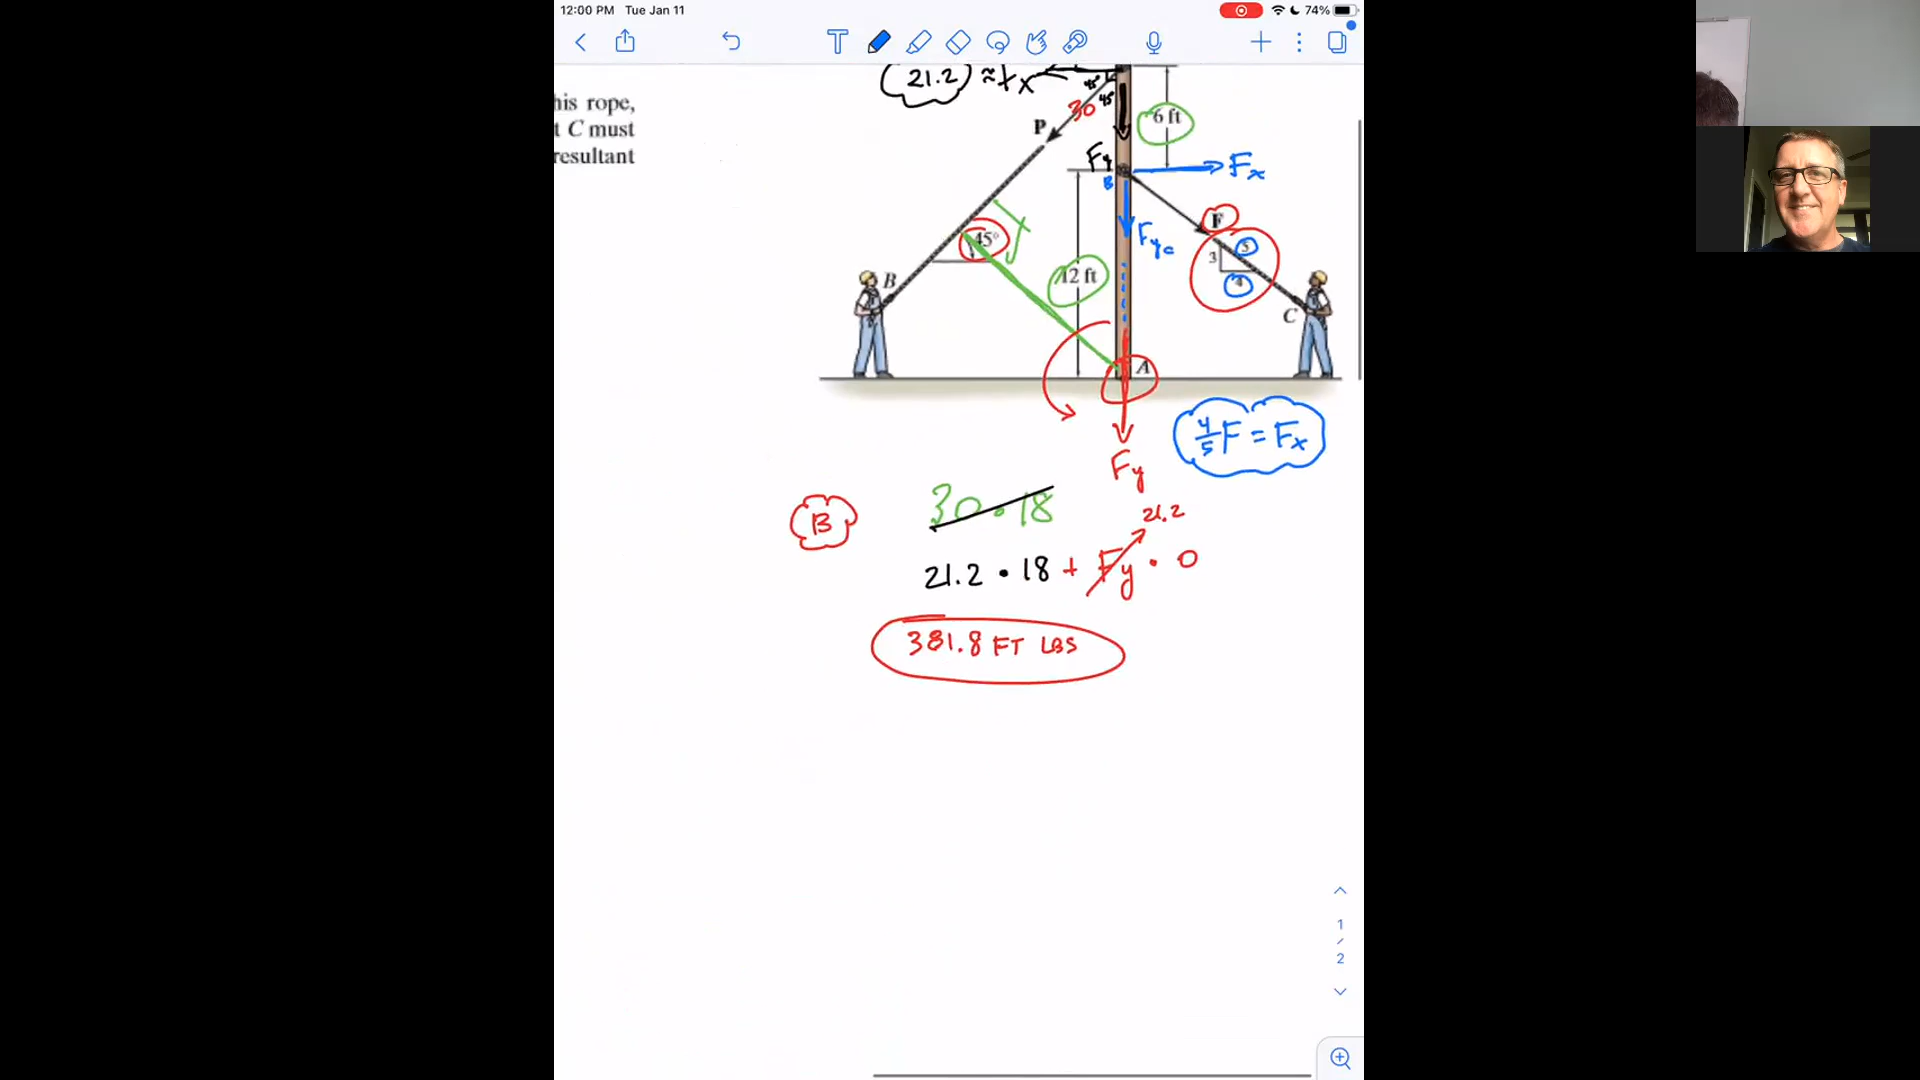 12:00 PM Tue Jan 11
74%
T
his rope,
t C must
resultant
21.2 ≈ fx
45°
45°
30
P
6 ft
Fy
B
Fx
F
Fyc
45°
3
5
4
12 ft
B
C
A
4/5 F = Fx
Fy
B
30 · 18
21.2
21.2 · 18 + Fy · 0
381.8 FT LBS
1
/
2